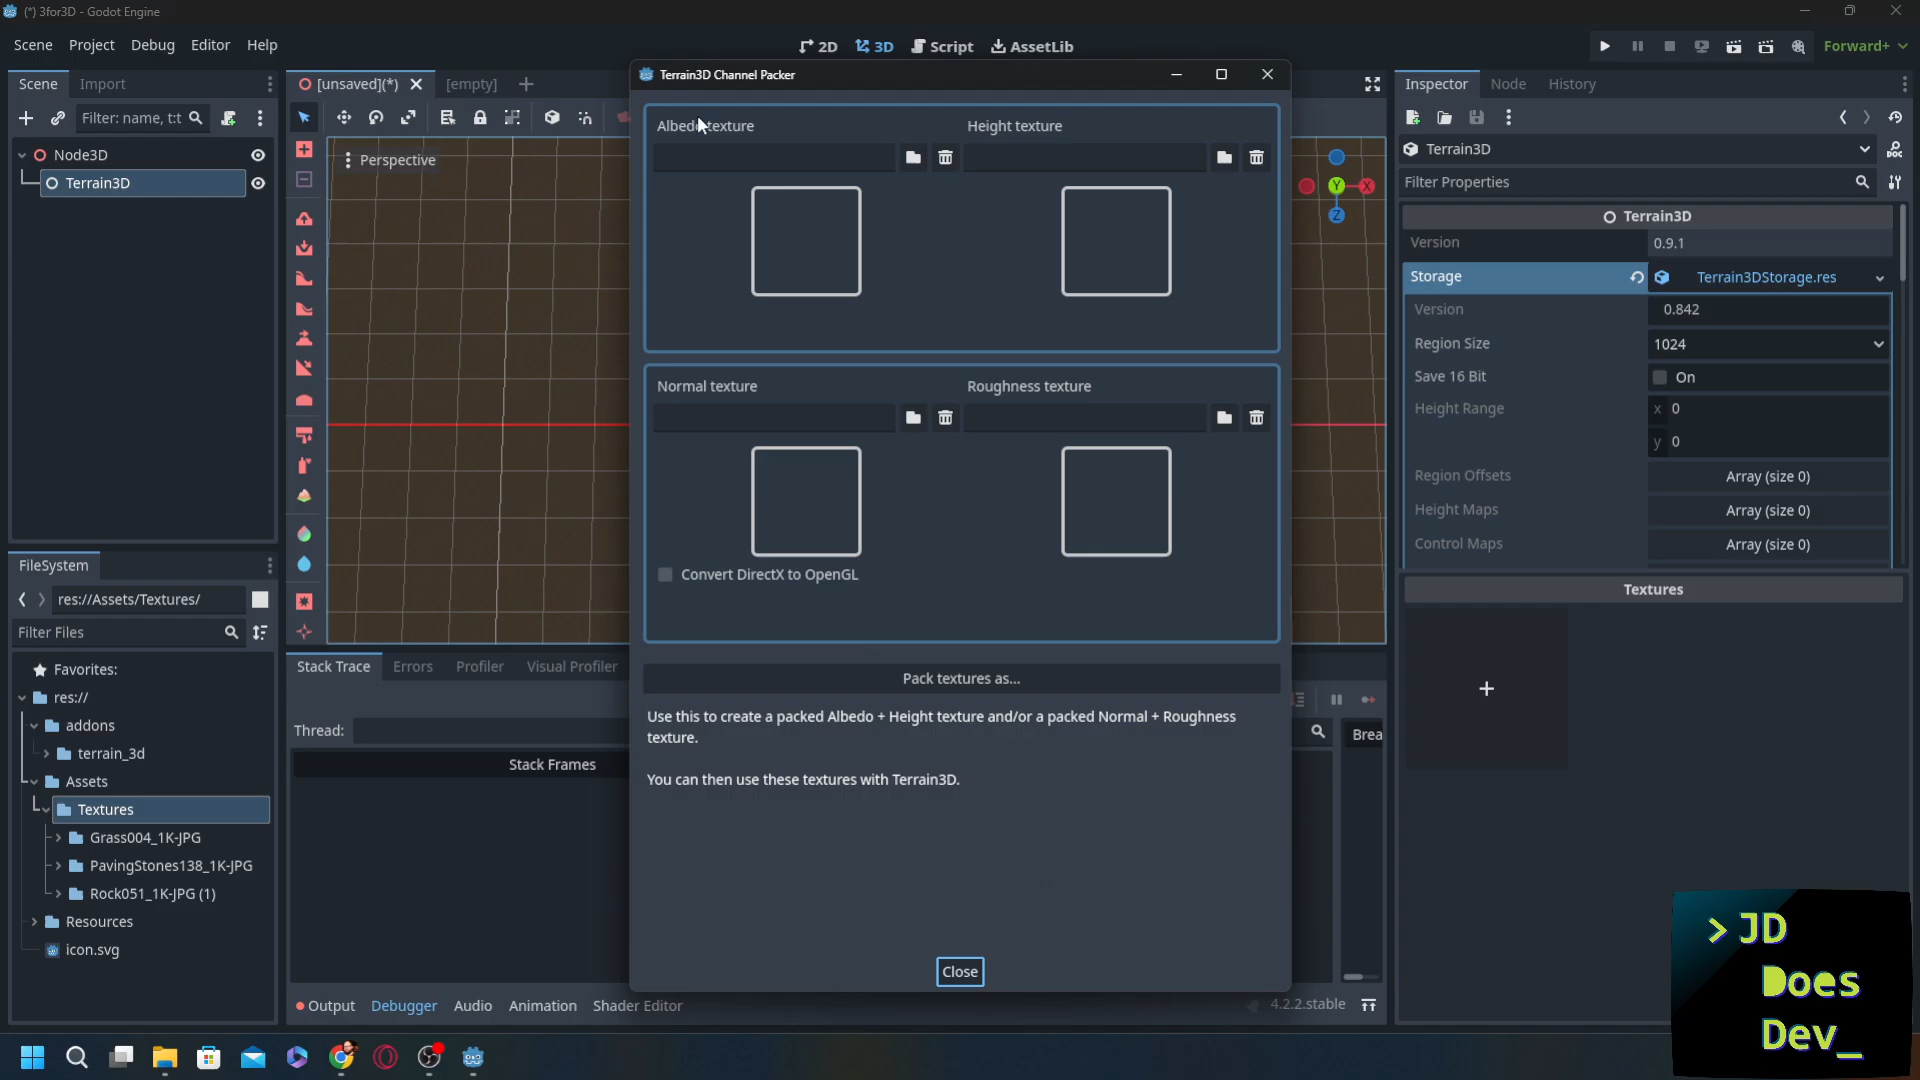 (*) 3for3D - Godot Engine
Scene Project Debug Editor Help
2D 3D Script AssetLib
Forward+
Scene Import
Filter: name, t:t
Node3D
Terrain3D
[unsaved](*) [empty]
Perspective
Terrain3D Channel Packer
Albedo texture Height texture
Normal texture Roughness texture
Convert DirectX to OpenGL
Pack textures as...
Use this to create a packed Albedo + Height texture and/or a packed Normal + Roughness
texture.
You can then use these textures with Terrain3D.
Close
X
Y
Z
Inspector Node History
Terrain3D
Filter Properties
Terrain3D
Version 0.9.1
Storage Terrain3DStorage.res
Version 0.842
Region Size 1024
Save 16 Bit On
Height Range x 0
y 0
Region Offsets Array (size 0)
Height Maps Array (size 0)
Control Maps Array (size 0)
Textures
FileSystem
res://Assets/Textures/
Filter Files
Favorites:
res://
addons
terrain_3d
Assets
Textures
Grass004_1K-JPG
PavingStones138_1K-JPG
Rock051_1K-JPG (1)
Resources
icon.svg
Stack Trace Errors Profiler Visual Profiler
Thread:
Stack Frames
Brea
Output Debugger Audio Animation Shader Editor
4.2.2.stable
>JD
Does
Dev_